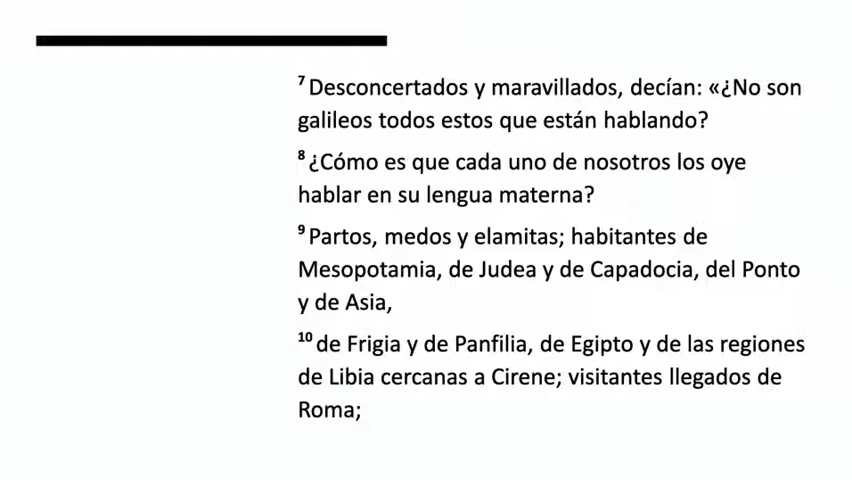 7 Desconcertados y maravillados, decían: «¿No son
galileos todos estos que están hablando?
8 ¿Cómo es que cada uno de nosotros los oye
hablar en su lengua materna?
9 Partos, medos y elamitas; habitantes de
Mesopotamia, de Judea y de Capadocia, del Ponto
y de Asia,
10 de Frigia y de Panfilia, de Egipto y de las regiones
de Libia cercanas a Cirene; visitantes llegados de
Roma;